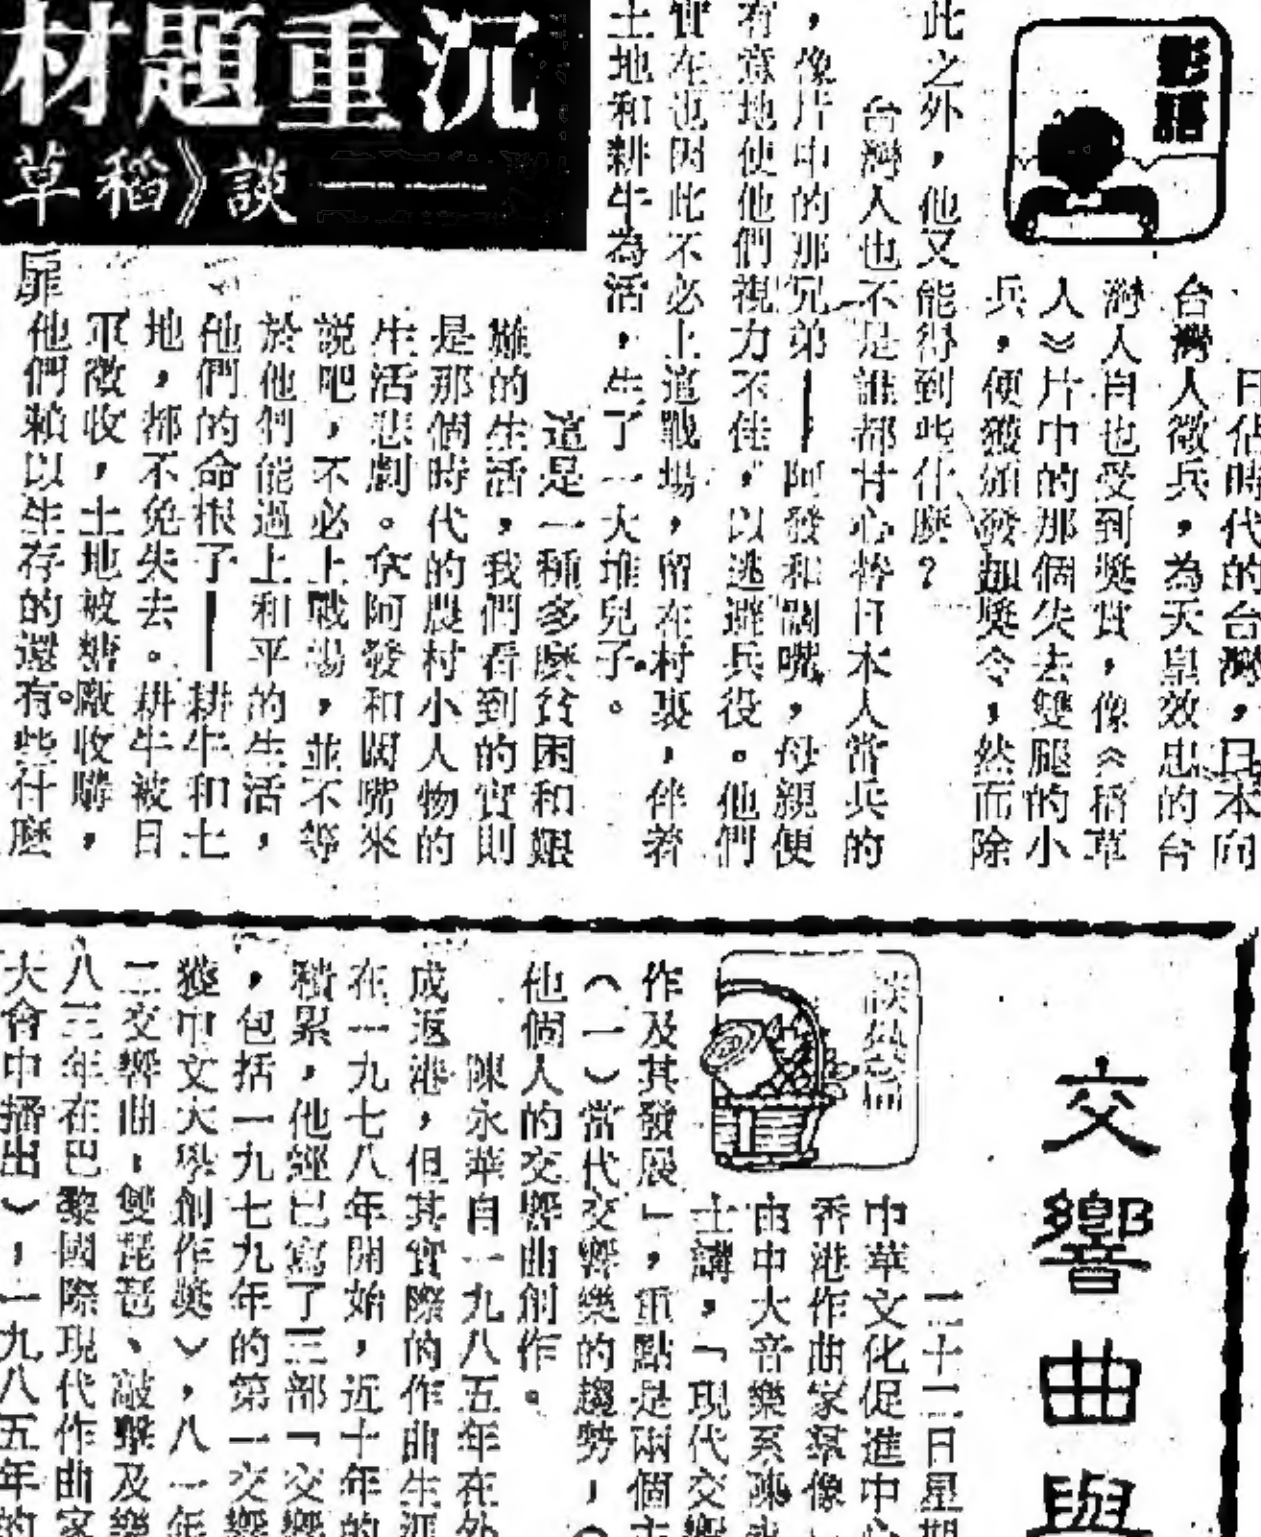 沉重題材
——談《稻草
影語
日佔時代的台灣，日本向
台灣人徵兵，為天皇效忠的台
灣人自也受到獎賞，像《稻草
人》片中的那個失去雙腿的小
兵，便獲頒發勳獎令，然而除
此之外，他又能得到些什麼？
台灣人也不是誰都甘心替日本人當兵的
，像片中的那兄弟——阿發和闊嘴，母親便
有意地使他們視力不佳，以逃避兵役。他們
實在也因此不必上這戰場，留在村裏，伴著
土地和耕牛為活，生了一大堆兒子。
這是一種多麼貧困和艱
難的生活，我們看到的實則
是那個時代的農村小人物的
生活悲劇。拿阿發和闊嘴來
說吧，不必上戰場，並不等
於他們能過上和平的生活，
他們的命根了——耕牛和土
地，都不免失去。耕牛被日
軍徵收，土地被糖廠收購，
他們賴以生存的還有些什麼
交響曲與
談藝
三十二日星期
中華文化促進中心
香港作曲家羣像
由中大音樂系陳永
士講，「現代交響
作及其發展」，重點是兩個主
（一）當代交響樂的趨勢，（
他個人的交響曲創作。
陳永華自一九八五年在外
成返港，但其實際的作曲生涯
在一九七八年開始，近十年的
積累，他經已寫了三部「交響
，包括一九七九年的第一交響
獲中文大學創作獎），八一年
二交響曲，雙琵琶、敲擊及樂
八三年在巴黎國際現代作曲家
大會中播出），一九八五年的